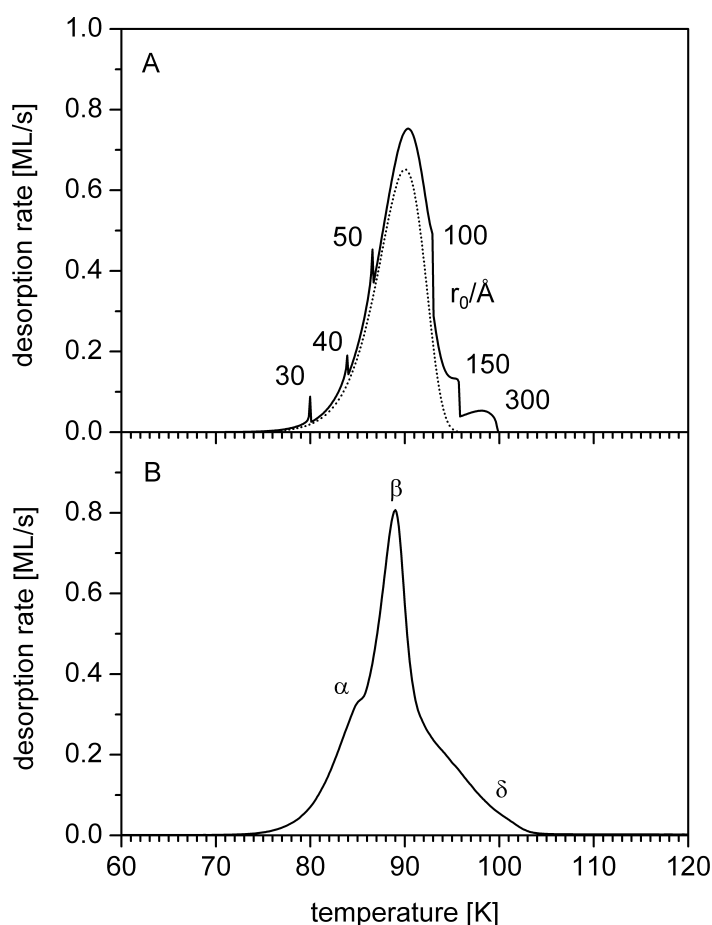 1.0
A
0.8
0.6
0.4
0.2
0.0
desorption rate [ML/s]
30
40
50
100
r₀/Å
150
300
B
β
α
δ
0.8
0.6
0.4
0.2
0.0
desorption rate [ML/s]
60 70 80 90 100 110 120
temperature [K]